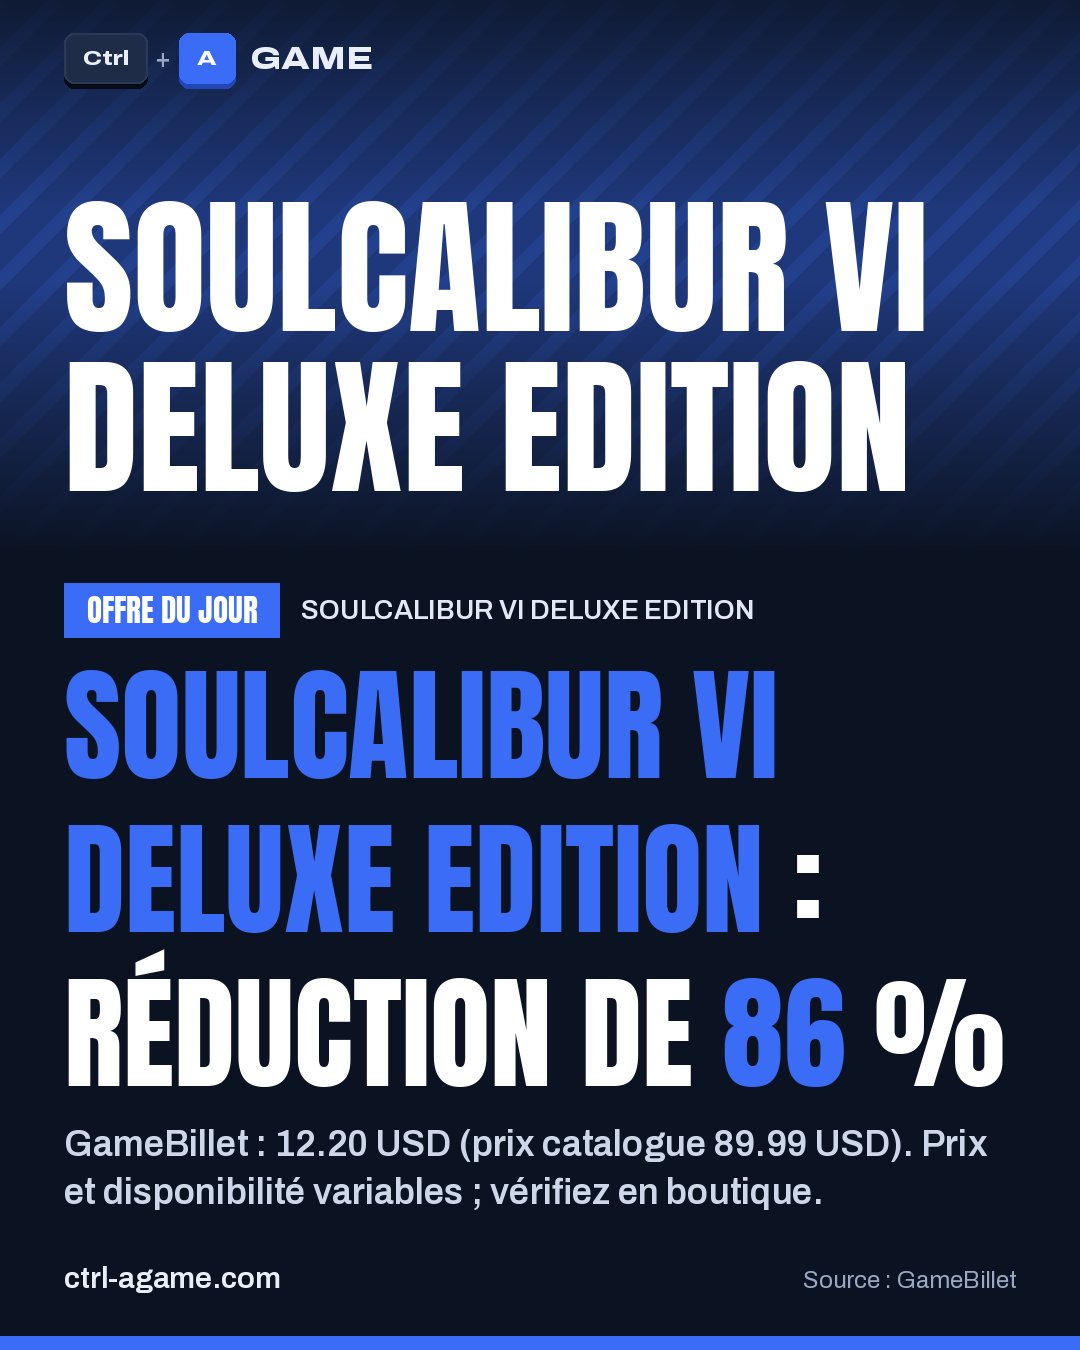 Ctrl + A GAME
SOULCALIBUR VI
DELUXE EDITION
OFFRE DU JOUR SOULCALIBUR VI DELUXE EDITION
SOULCALIBUR VI
DELUXE EDITION :
RÉDUCTION DE 86 %
GameBillet : 12.20 USD (prix catalogue 89.99 USD). Prix
et disponibilité variables ; vérifiez en boutique.
ctrl-agame.com Source : GameBillet